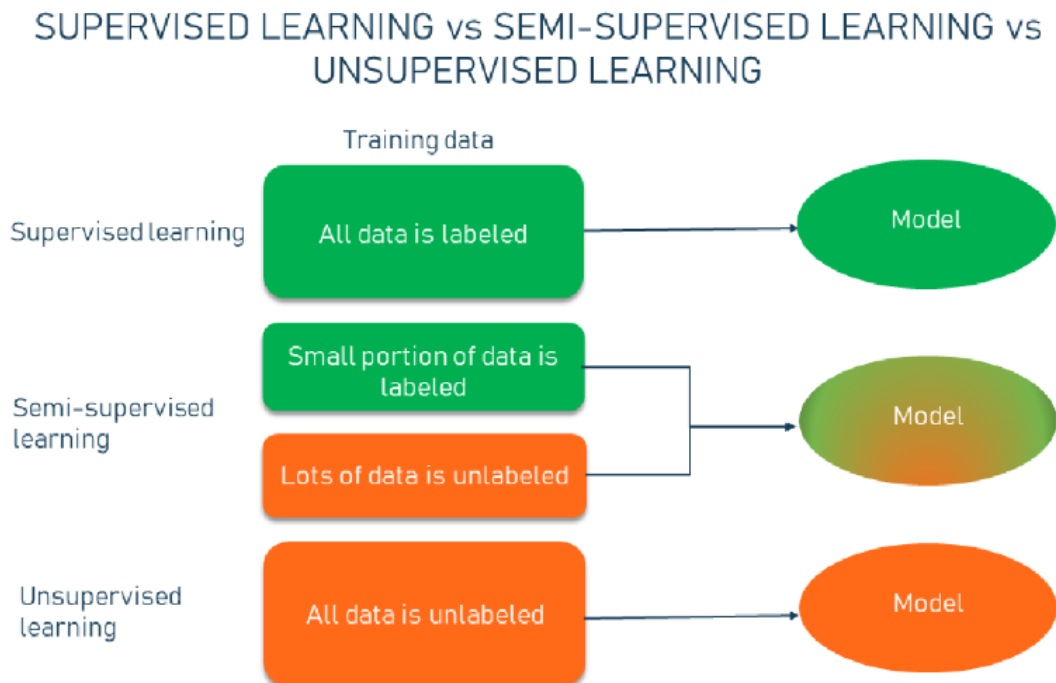 SUPERVISED LEARNING vs SEMI-SUPERVISED LEARNING vs
UNSUPERVISED LEARNING
Training data
Supervised learning
All data is labeled
Model
Semi-supervised
learning
Small portion of data is
labeled
Lots of data is unlabeled
Model
Unsupervised
learning
All data is unlabeled
Model